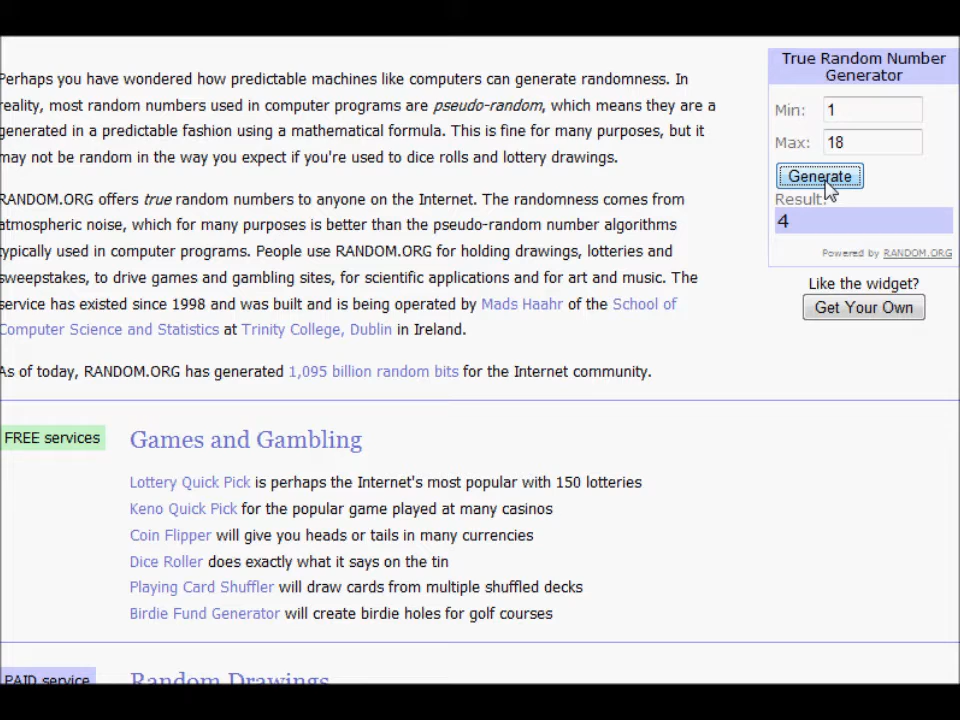 Perhaps you have wondered how predictable machines like computers can generate randomness. In
reality, most random numbers used in computer programs are pseudo-random, which means they are a
generated in a predictable fashion using a mathematical formula. This is fine for many purposes, but it
may not be random in the way you expect if you're used to dice rolls and lottery drawings.
RANDOM.ORG offers true random numbers to anyone on the Internet. The randomness comes from
atmospheric noise, which for many purposes is better than the pseudo-random number algorithms
typically used in computer programs. People use RANDOM.ORG for holding drawings, lotteries and
sweepstakes, to drive games and gambling sites, for scientific applications and for art and music. The
service has existed since 1998 and was built and is being operated by Mads Haahr of the School of
Computer Science and Statistics at Trinity College, Dublin in Ireland.
As of today, RANDOM.ORG has generated 1,095 billion random bits for the Internet community.
True Random Number
Generator
Min: 1
Max: 18
Generate
Result:
4
Powered by RANDOM.ORG
Like the widget?
Get Your Own
FREE services
Games and Gambling
Lottery Quick Pick is perhaps the Internet's most popular with 150 lotteries
Keno Quick Pick for the popular game played at many casinos
Coin Flipper will give you heads or tails in many currencies
Dice Roller does exactly what it says on the tin
Playing Card Shuffler will draw cards from multiple shuffled decks
Birdie Fund Generator will create birdie holes for golf courses
PAID service
Random Drawings